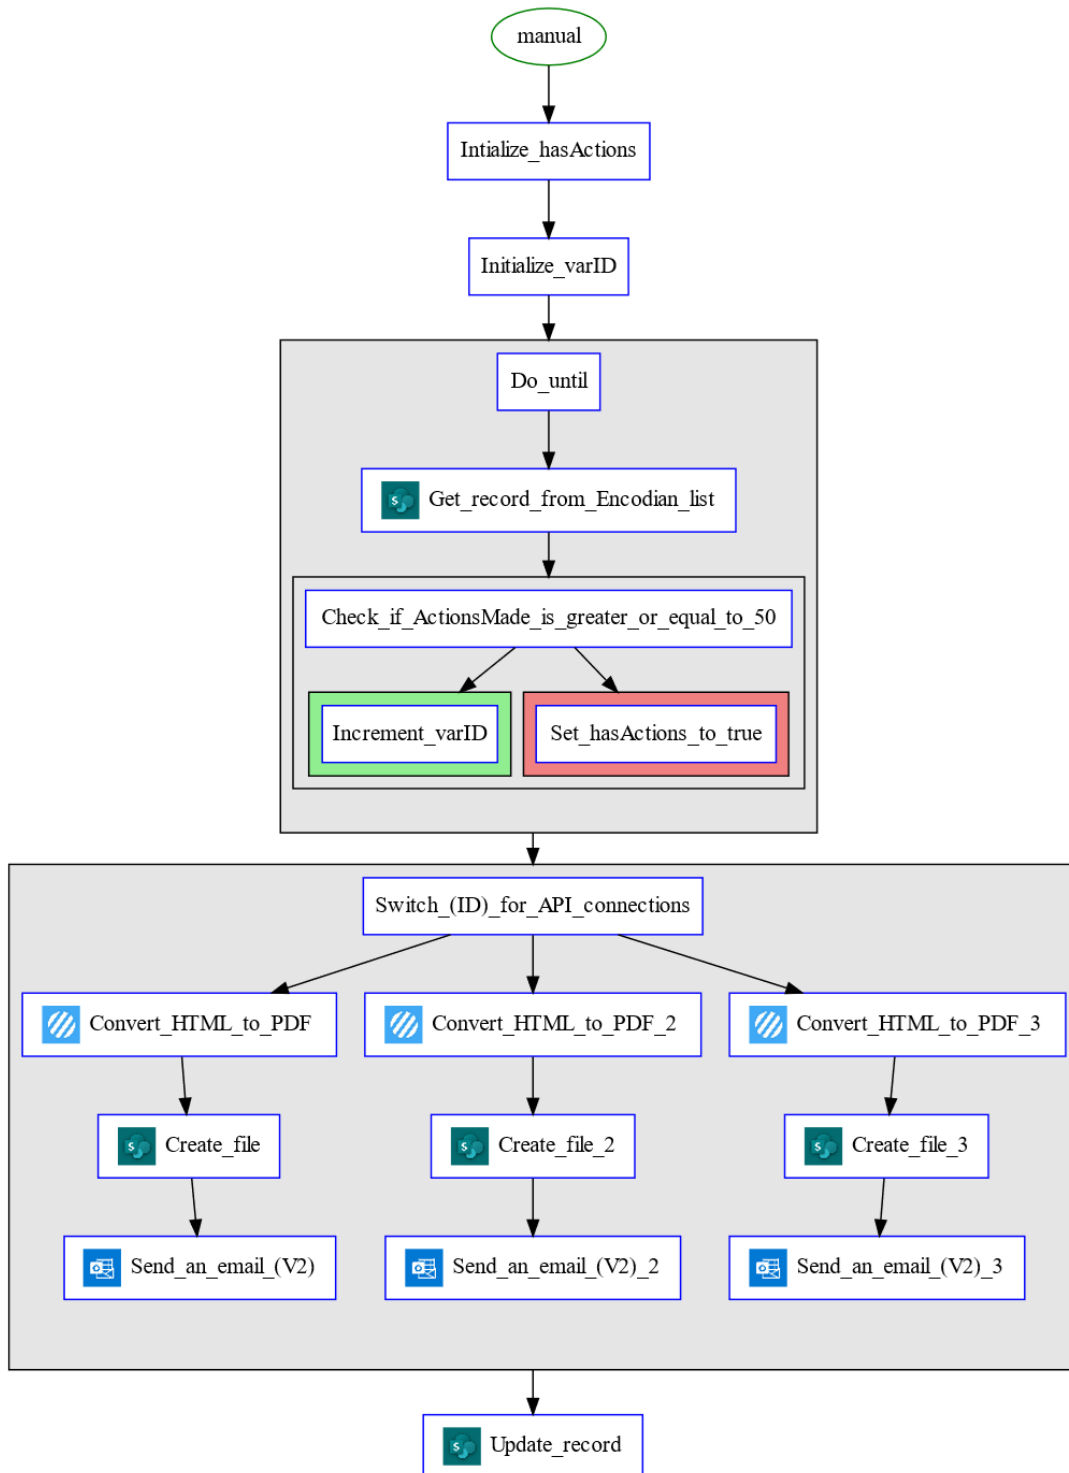 manual
Intialize_hasActions
Initialize_varID
Do_until
Get_record_from_Encodian_list
Check_if_ActionsMade_is_greater_or_equal_to_50
Increment_varID
Set_hasActions_to_true
Switch_(ID)_for_API_connections
Convert_HTML_to_PDF
Convert_HTML_to_PDF_2
Convert_HTML_to_PDF_3
Create_file
Create_file_2
Create_file_3
Send_an_email_(V2)
Send_an_email_(V2)_2
Send_an_email_(V2)_3
Update_record